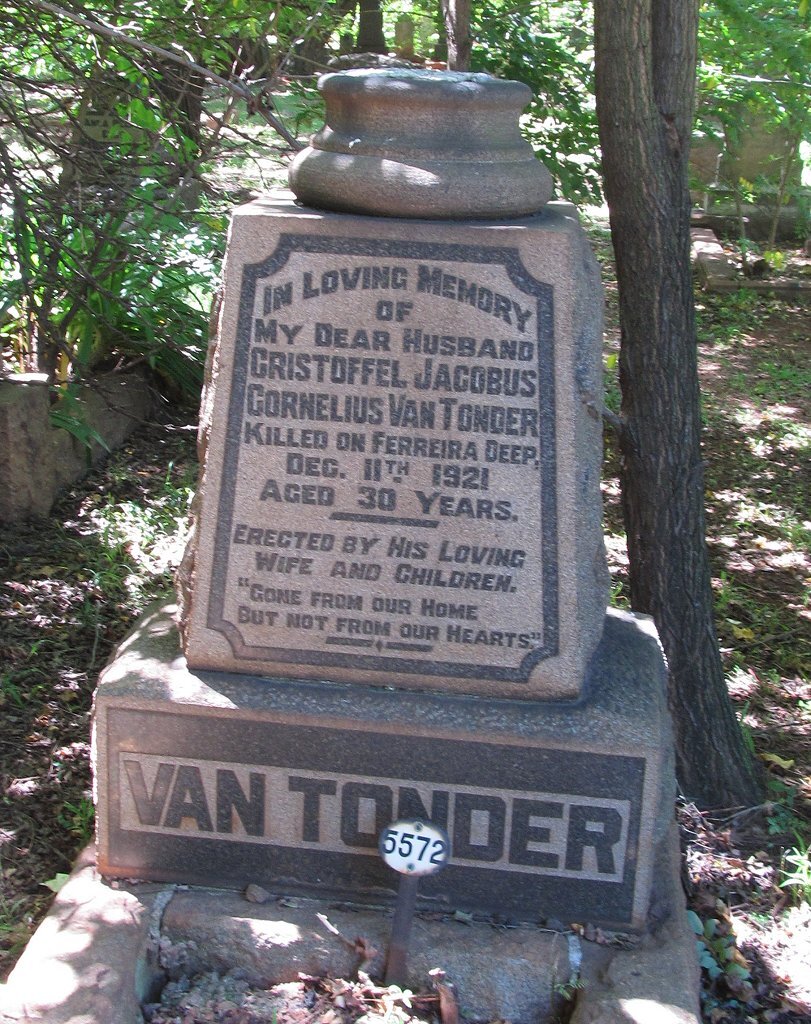 IN LOVING MEMORY
OF
MY DEAR HUSBAND
CRISTOFFEL JACOBUS
CORNELIUS VAN TONDER
KILLED ON FERREIRA DEEP,
DEC. 11TH 1921
AGED 30 YEARS.
ERECTED BY HIS LOVING
WIFE AND CHILDREN.
"GONE FROM OUR HOME
BUT NOT FROM OUR HEARTS."
VAN TONDER
5572